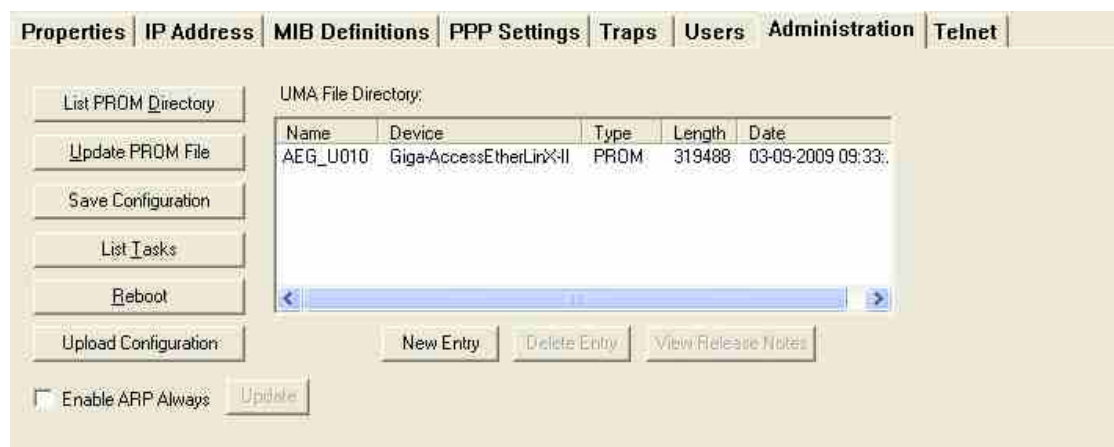 Properties IP Address MIB Definitions PPP Settings Traps Users Administration Telnet
List PROM Directory
Update PROM File
Save Configuration
List Tasks
Reboot
Upload Configuration
UMA File Directory:
Name Device Type Length Date
AEG_U010 Giga-AccessEtherLinX-II PROM 319488 03-09-2009 09:33:.
New Entry Delete Entry View Release Notes
Enable ARP Always Update